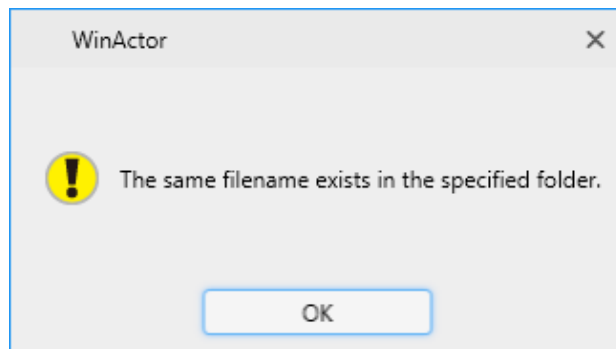 WinActor
The same filename exists in the specified folder.
OK